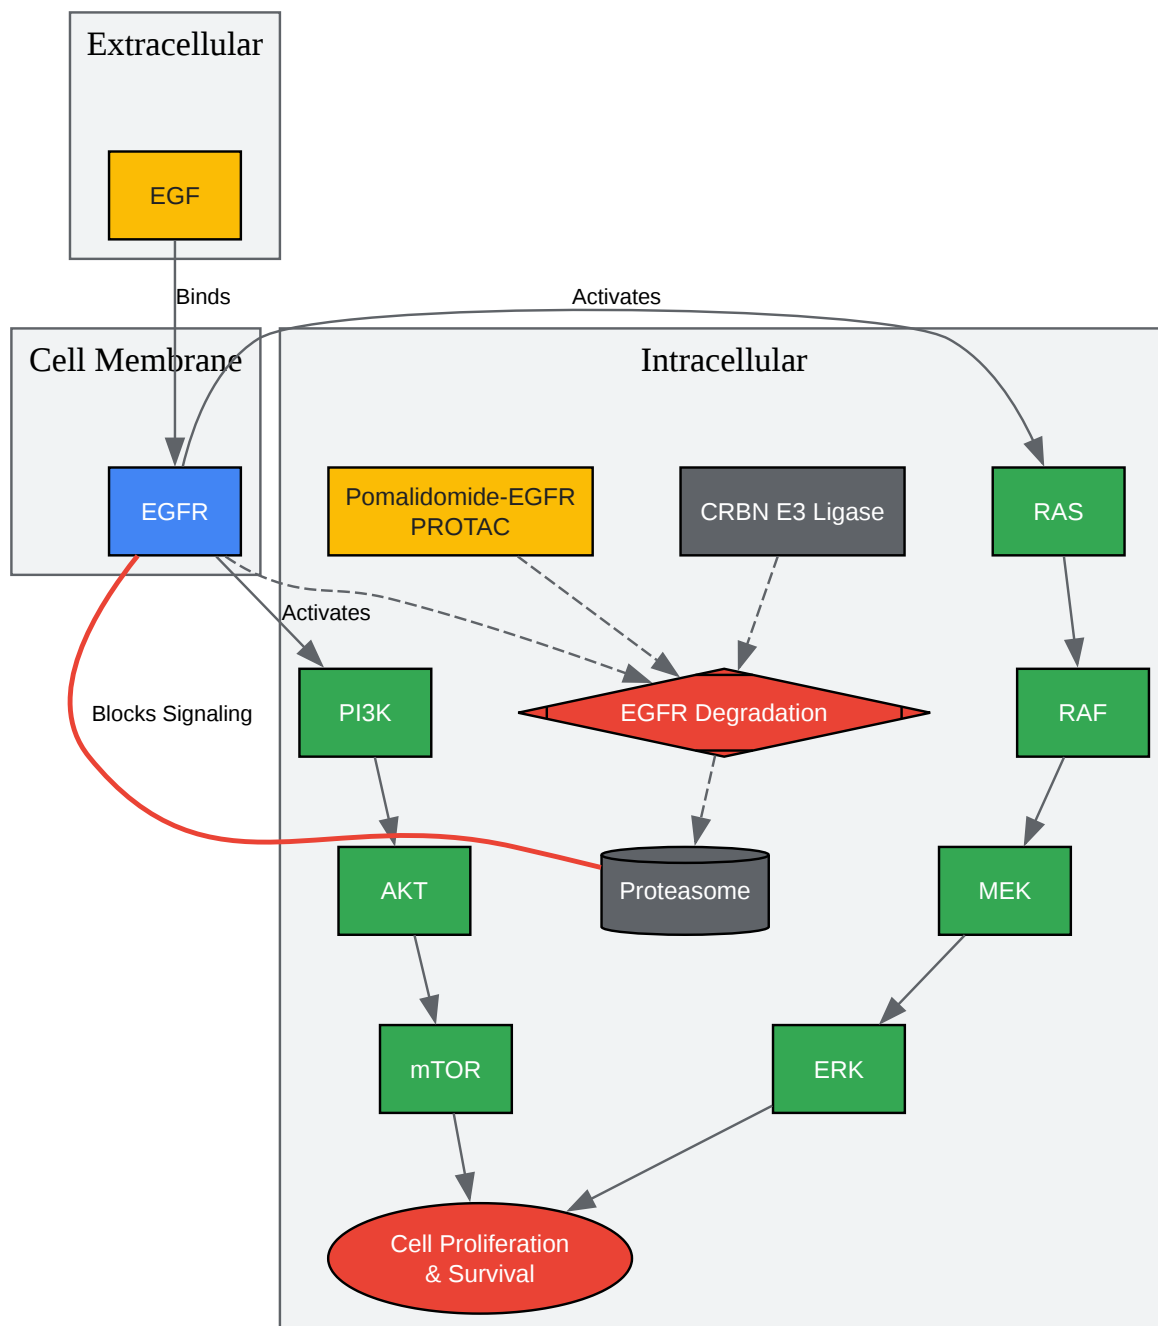 Extracellular
EGF
Binds
Activates
Cell Membrane
Intracellular
EGFR
Pomalidomide-EGFR
PROTAC
CRBN E3 Ligase
RAS
Activates
PI3K
Blocks Signaling
EGFR Degradation
RAF
AKT
Proteasome
MEK
mTOR
ERK
Cell Proliferation
& Survival